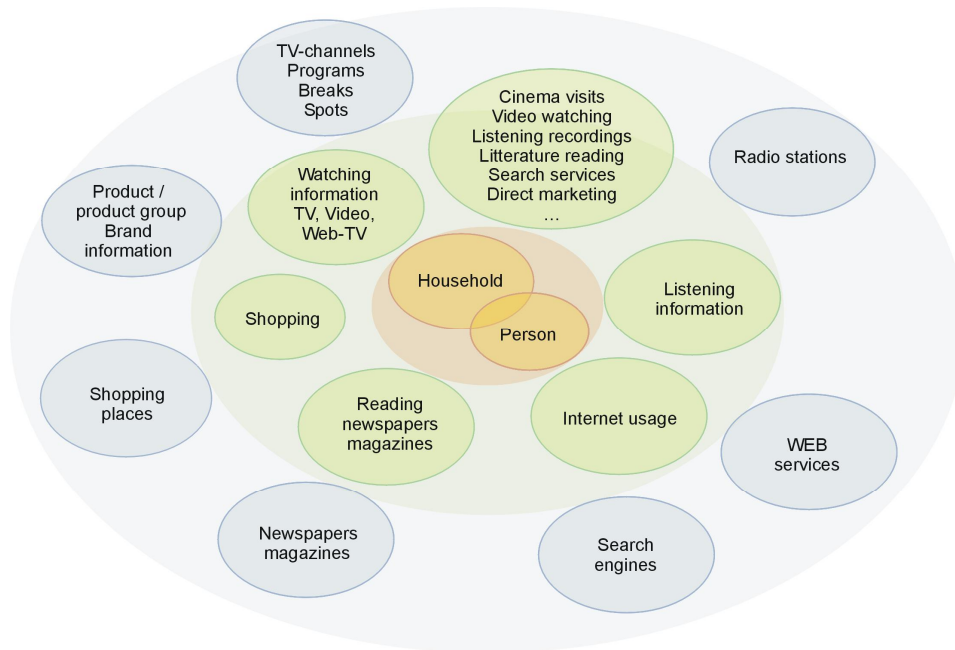 TV-channels
Programs
Breaks
Spots
Cinema visits
Video watching
Listening recordings
Litterature reading
Search services
Direct marketing
...
Radio stations
Watching
information
TV, Video,
Web-TV
Product /
product group
Brand
information
Household
Person
Listening
information
Shopping
Shopping
places
Reading
newspapers
magazines
Internet usage
WEB
services
Newspapers
magazines
Search
engines